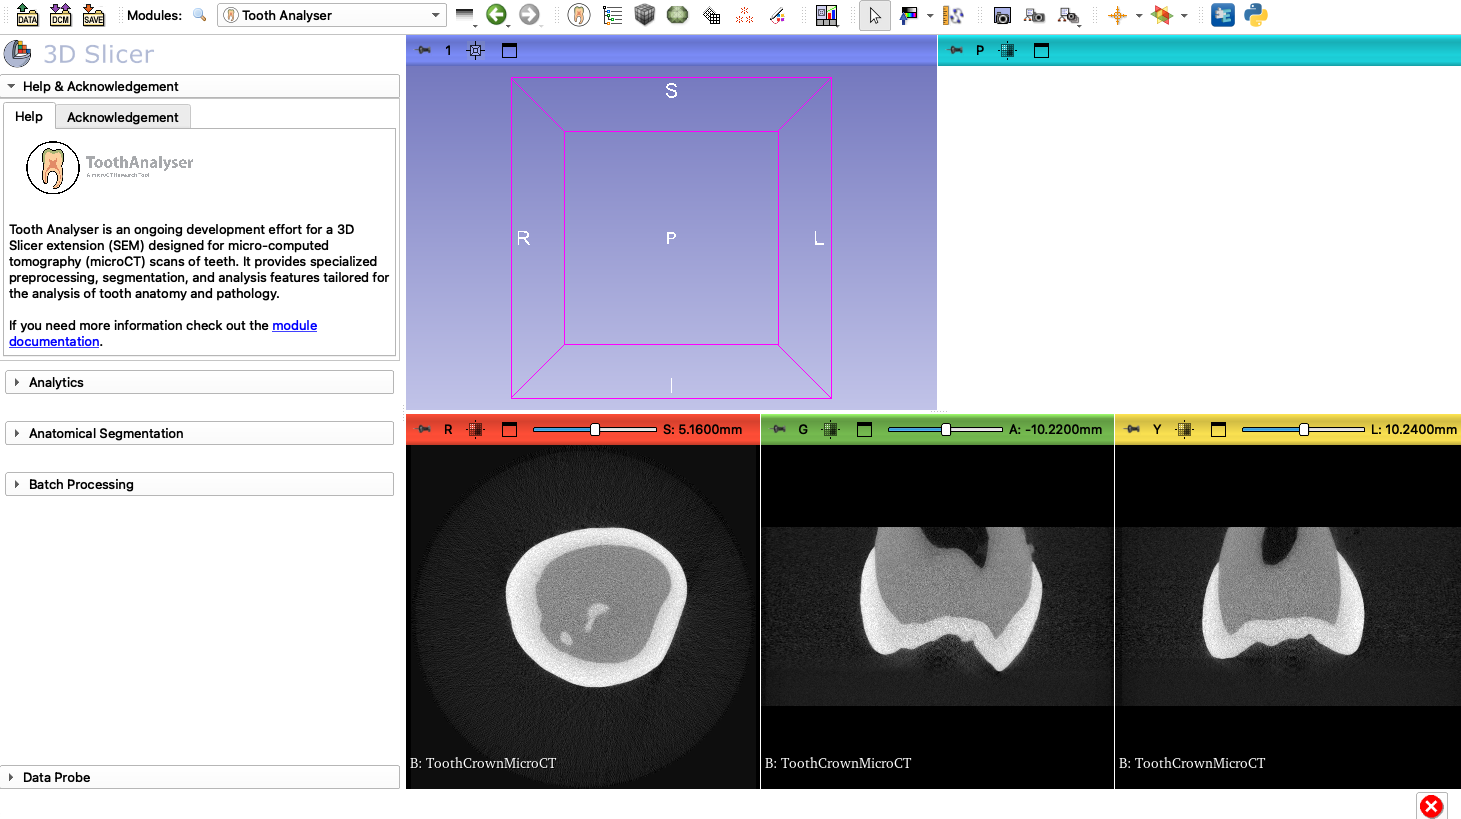 DATA DCM SAVE Modules: Tooth Analyser
3D Slicer
Help & Acknowledgement
Help Acknowledgement
ToothAnalyser
A microCT Research Tool
Tooth Analyser is an ongoing development effort for a 3D
Slicer extension (SEM) designed for micro-computed
tomography (microCT) scans of teeth. It provides specialized
preprocessing, segmentation, and analysis features tailored for
the analysis of tooth anatomy and pathology.
If you need more information check out the module
documentation.
Analytics
Anatomical Segmentation
Batch Processing
Data Probe
1
S
R P L
I
P
R S: 5.1600mm
B: ToothCrownMicroCT
G A: -10.2200mm
B: ToothCrownMicroCT
Y L: 10.2400mm
B: ToothCrownMicroCT